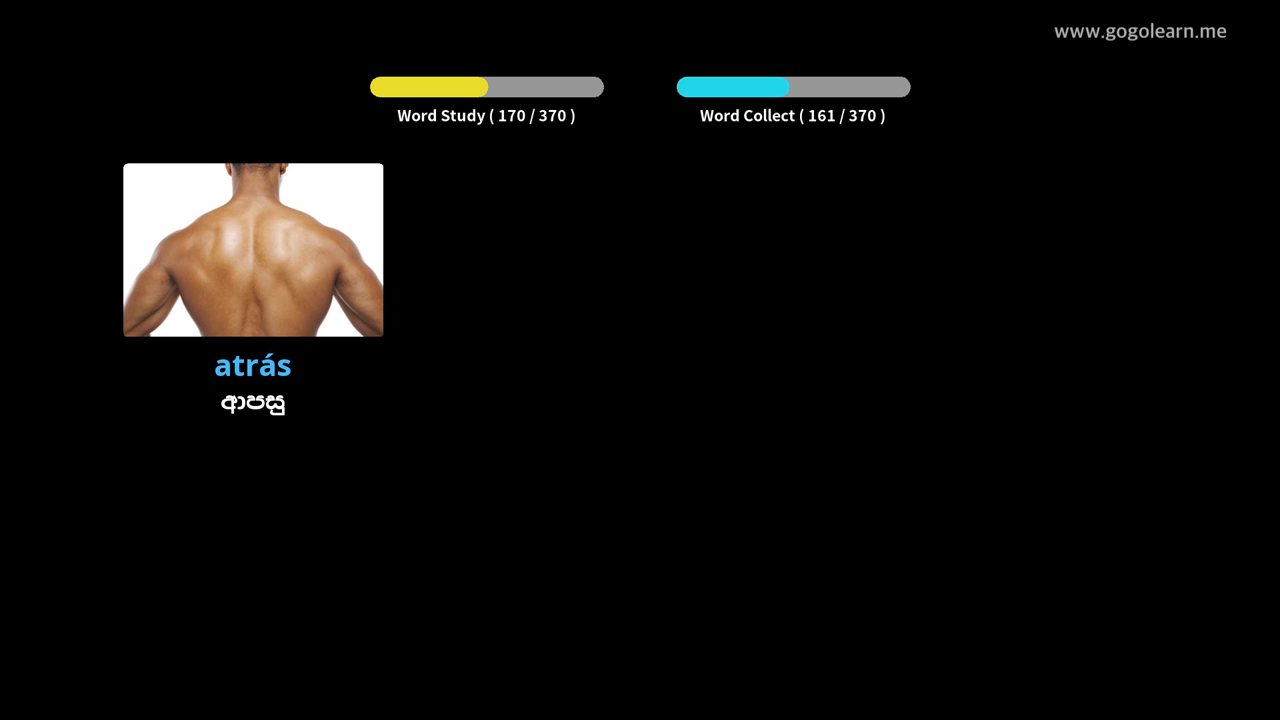 www.gogolearn.me
Word Study ( 170 / 370 )
Word Collect ( 161 / 370 )
atrás
ආපසු